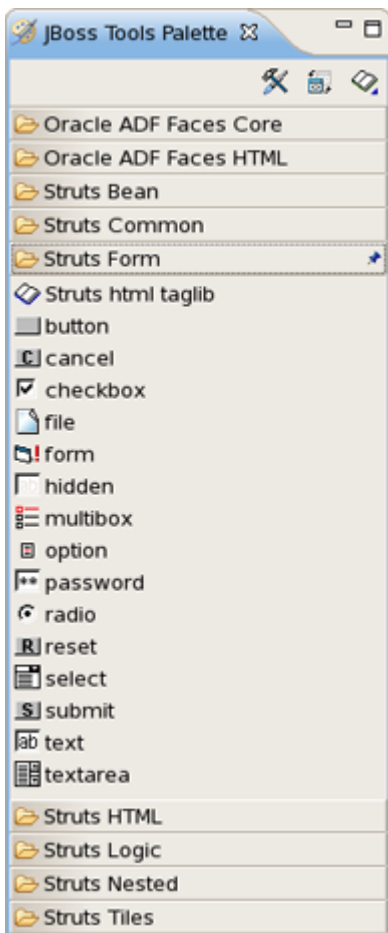 JBoss Tools Palette
Oracle ADF Faces Core
Oracle ADF Faces HTML
Struts Bean
Struts Common
Struts Form
Struts html taglib
button
C cancel
checkbox
file
form
hidden
multibox
option
password
radio
R reset
select
S submit
ab text
textarea
Struts HTML
Struts Logic
Struts Nested
Struts Tiles